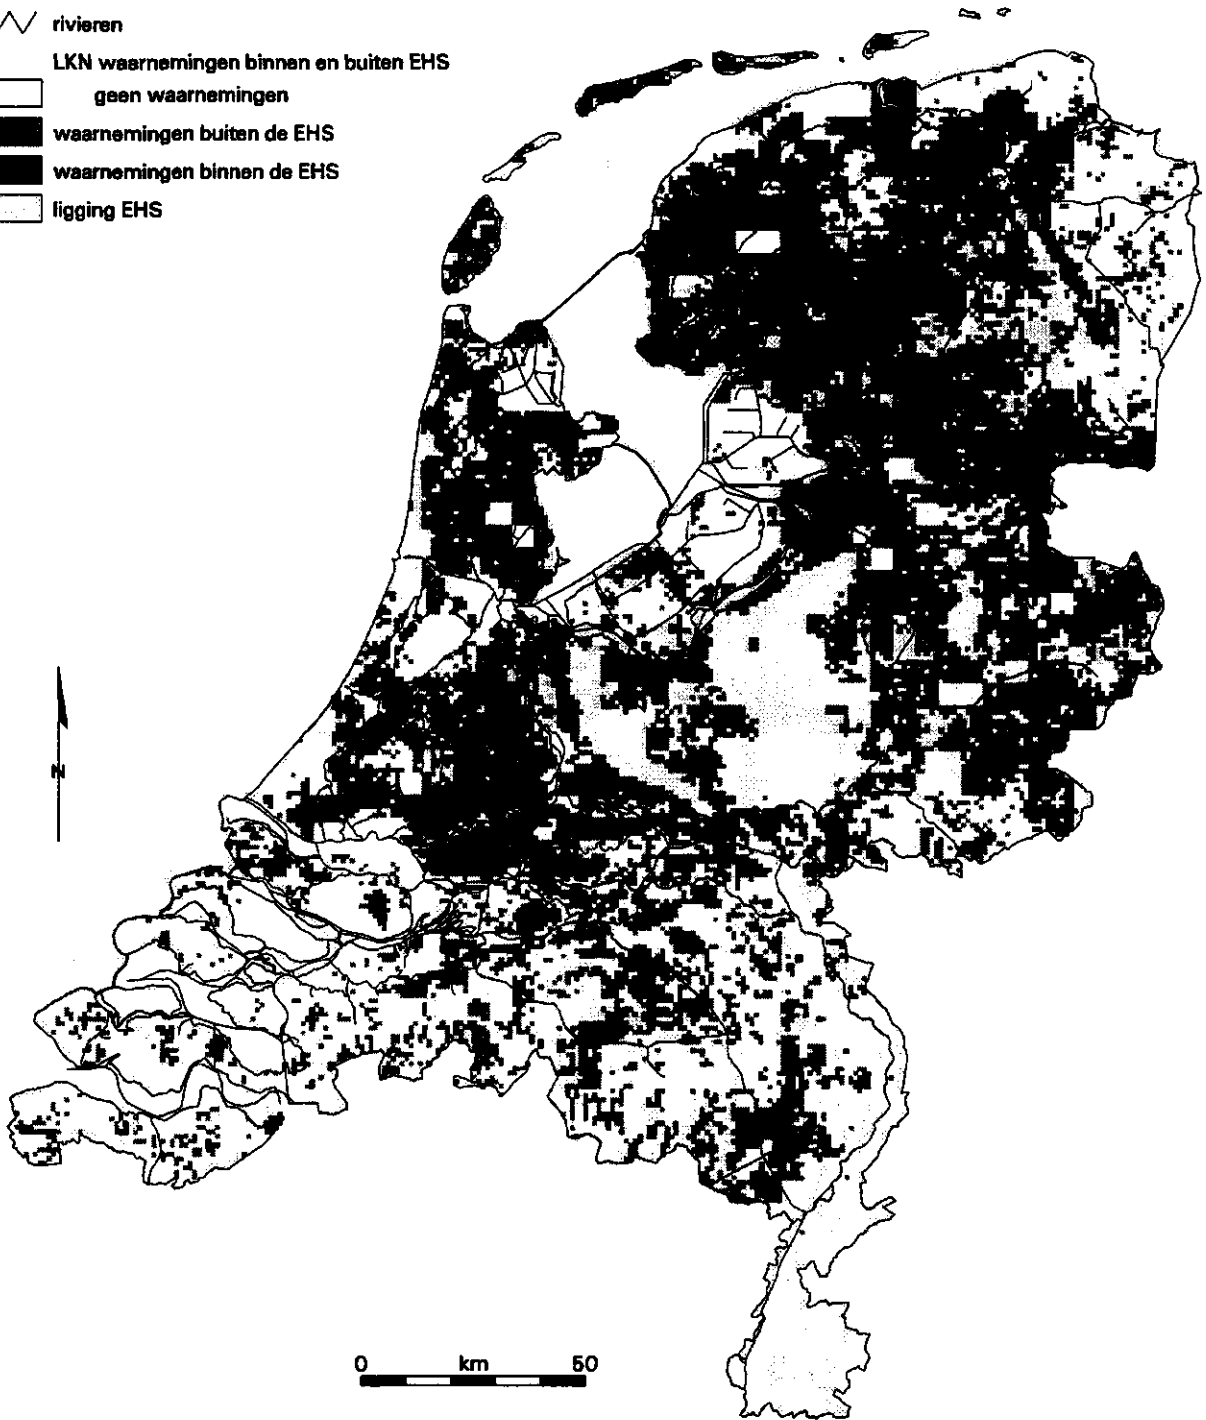 rivieren
LKN waarnemingen binnen en buiten EHS
geen waarnemingen
waarnemingen buiten de EHS
waarnemingen binnen de EHS
ligging EHS
N
0 km 50